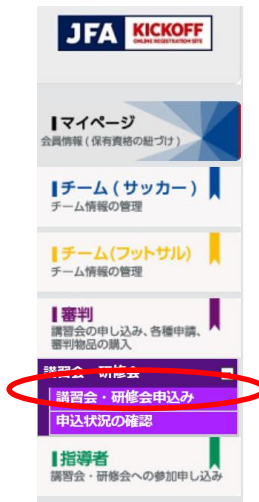 JFA KICKOFF
ONLINE REGISTRATION SITE
マイページ
会員情報(保有資格の紐づけ)
チーム(サッカー)
チーム情報の管理
チーム(フットサル)
チーム情報の管理
審判
講習会の申し込み、各種申請、
審判物品の購入
講習会・研修会
講習会・研修会申込み
申込状況の確認
指導者
講習会・研修会への参加申し込み